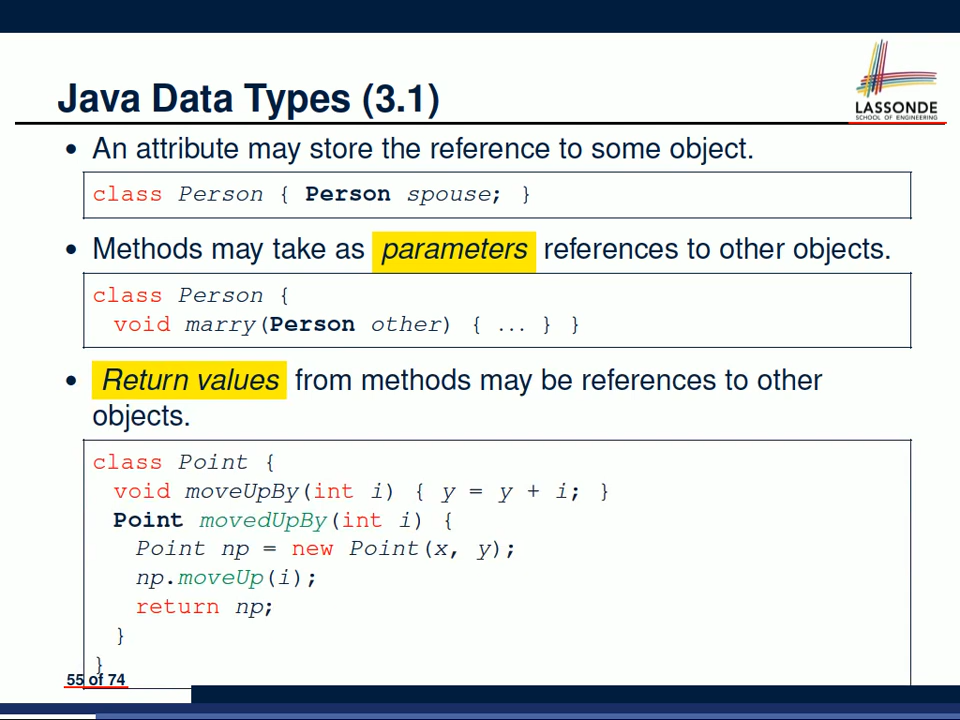 Java Data Types (3.1)
LASSONDE
SCHOOL OF ENGINEERING
• An attribute may store the reference to some object.
class Person { Person spouse; }
• Methods may take as parameters references to other objects.
class Person {
void marry(Person other) { ... } }
• Return values from methods may be references to other
objects.
class Point {
void moveUpBy(int i) { y = y + i; }
Point movedUpBy(int i) {
Point np = new Point(x, y);
np.moveUp(i);
return np;
}
}
55 of 74